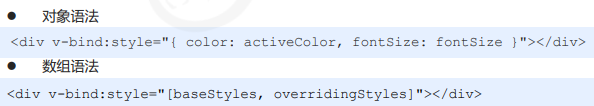 ● 对象语法
<div v-bind:style="{ color: activeColor, fontSize: fontSize }"></div>
● 数组语法
<div v-bind:style="[baseStyles, overridingStyles]"></div>